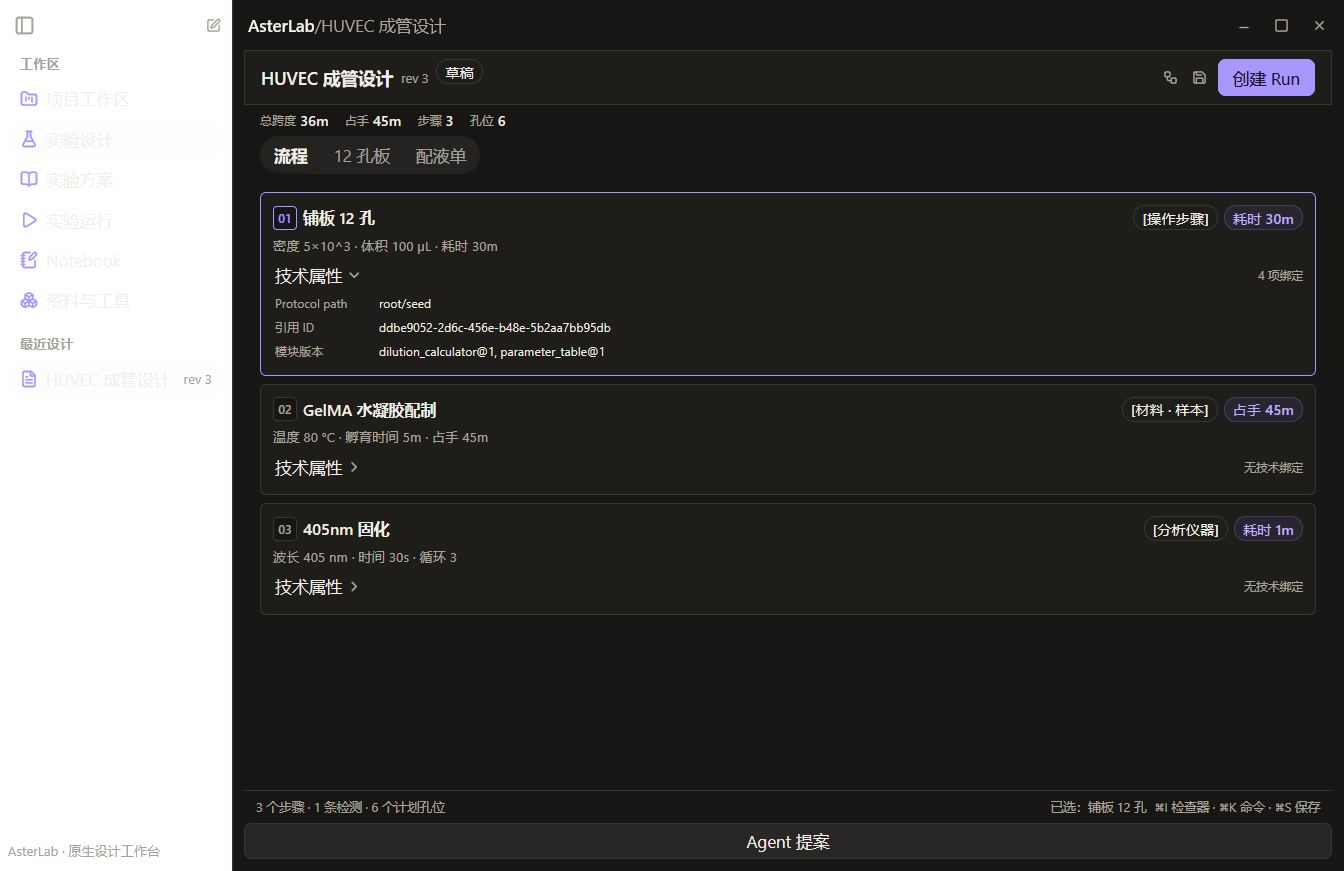 AsterLab/HUVEC 成管设计
工作区
项目工作区
实验设计
实验方案
实验运行
Notebook
资料与工具
最近设计
HUVEC 成管设计 rev 3
AsterLab · 原生设计工作台
HUVEC 成管设计 rev 3 草稿
创建 Run
总跨度 36m 占手 45m 步骤 3 孔位 6
流程 12 孔板 配液单
01 铺板 12 孔 [操作步骤] 耗时 30m
密度 5×10^3 · 体积 100 µL · 耗时 30m
技术属性 4 项绑定
Protocol path root/seed
引用 ID ddbe9052-2d6c-456e-b48e-5b2aa7bb95db
模块版本 dilution_calculator@1, parameter_table@1
02 GelMA 水凝胶配制 [材料 · 样本] 占手 45m
温度 80 °C · 孵育时间 5m · 占手 45m
技术属性 无技术绑定
03 405nm 固化 [分析仪器] 耗时 1m
波长 405 nm · 时间 30s · 循环 3
技术属性 无技术绑定
3 个步骤 · 1 条检测 · 6 个计划孔位 已选：铺板 12 孔 ⌘I 检查器 · ⌘K 命令 · ⌘S 保存
Agent 提案